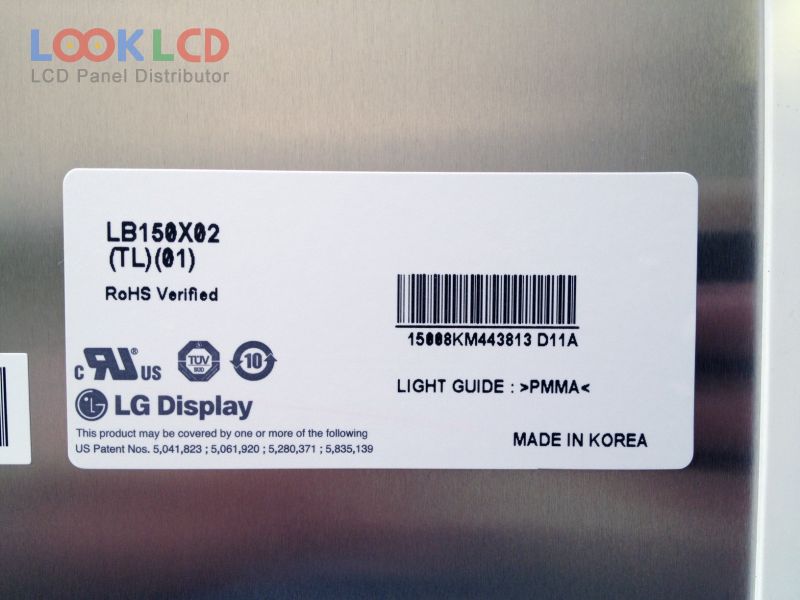 LOOK LCD
LCD Panel Distributor
LB150X02
(TL)(01)
RoHS Verified
15008KM443813 D11A
c RU® US TÜV SUD 10
LG Display
LIGHT GUIDE : >PMMA<
This product may be covered by one or more of the following
US Patent Nos. 5,041,823 ; 5,061,920 ; 5,280,371 ; 5,835,139
MADE IN KOREA